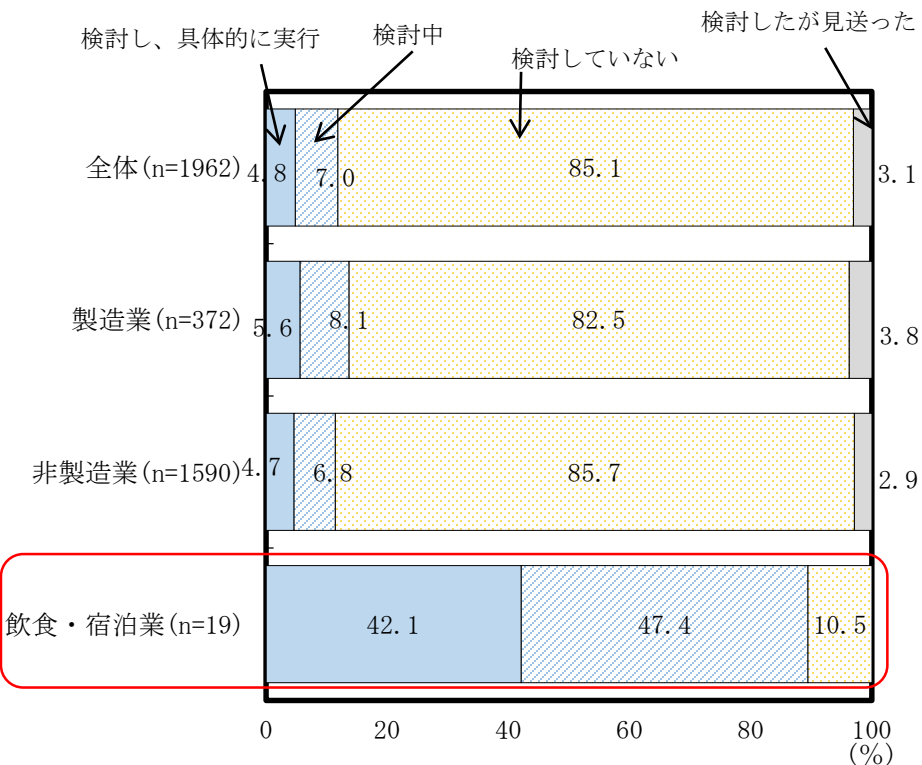 検討したが見送った
検討し、具体的に実行
検討中
検討していない
全体(n=1962) 4.8 7.0 85.1 3.1
製造業(n=372) 5.6 8.1 82.5 3.8
非製造業(n=1590) 4.7 6.8 85.7 2.9
飲食・宿泊業(n=19) 42.1 47.4 10.5
0 20 40 60 80 100
(%)